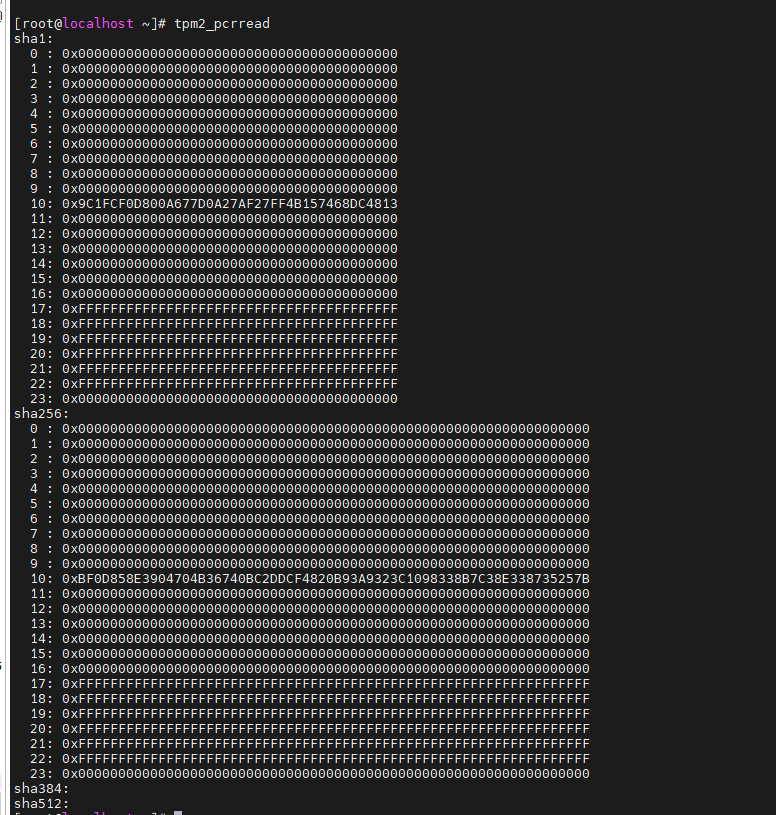 [root@localhost ~]# tpm2_pcrread
sha1:
  0 : 0x0000000000000000000000000000000000000000
  1 : 0x0000000000000000000000000000000000000000
  2 : 0x0000000000000000000000000000000000000000
  3 : 0x0000000000000000000000000000000000000000
  4 : 0x0000000000000000000000000000000000000000
  5 : 0x0000000000000000000000000000000000000000
  6 : 0x0000000000000000000000000000000000000000
  7 : 0x0000000000000000000000000000000000000000
  8 : 0x0000000000000000000000000000000000000000
  9 : 0x0000000000000000000000000000000000000000
  10: 0x9C1FCF0D800A677D0A27AF27FF4B157468DC4813
  11: 0x0000000000000000000000000000000000000000
  12: 0x0000000000000000000000000000000000000000
  13: 0x0000000000000000000000000000000000000000
  14: 0x0000000000000000000000000000000000000000
  15: 0x0000000000000000000000000000000000000000
  16: 0x0000000000000000000000000000000000000000
  17: 0xFFFFFFFFFFFFFFFFFFFFFFFFFFFFFFFFFFFFFFFF
  18: 0xFFFFFFFFFFFFFFFFFFFFFFFFFFFFFFFFFFFFFFFF
  19: 0xFFFFFFFFFFFFFFFFFFFFFFFFFFFFFFFFFFFFFFFF
  20: 0xFFFFFFFFFFFFFFFFFFFFFFFFFFFFFFFFFFFFFFFF
  21: 0xFFFFFFFFFFFFFFFFFFFFFFFFFFFFFFFFFFFFFFFF
  22: 0xFFFFFFFFFFFFFFFFFFFFFFFFFFFFFFFFFFFFFFFF
  23: 0x0000000000000000000000000000000000000000
sha256:
  0 : 0x0000000000000000000000000000000000000000000000000000000000000000
  1 : 0x0000000000000000000000000000000000000000000000000000000000000000
  2 : 0x0000000000000000000000000000000000000000000000000000000000000000
  3 : 0x0000000000000000000000000000000000000000000000000000000000000000
  4 : 0x0000000000000000000000000000000000000000000000000000000000000000
  5 : 0x0000000000000000000000000000000000000000000000000000000000000000
  6 : 0x0000000000000000000000000000000000000000000000000000000000000000
  7 : 0x0000000000000000000000000000000000000000000000000000000000000000
  8 : 0x0000000000000000000000000000000000000000000000000000000000000000
  9 : 0x0000000000000000000000000000000000000000000000000000000000000000
  10: 0xBF0D858E3904704B36740BC2DDCF4820B93A9323C1098338B7C38E338735257B
  11: 0x0000000000000000000000000000000000000000000000000000000000000000
  12: 0x0000000000000000000000000000000000000000000000000000000000000000
  13: 0x0000000000000000000000000000000000000000000000000000000000000000
  14: 0x0000000000000000000000000000000000000000000000000000000000000000
  15: 0x0000000000000000000000000000000000000000000000000000000000000000
  16: 0x0000000000000000000000000000000000000000000000000000000000000000
  17: 0xFFFFFFFFFFFFFFFFFFFFFFFFFFFFFFFFFFFFFFFFFFFFFFFFFFFFFFFFFFFFFFFF
  18: 0xFFFFFFFFFFFFFFFFFFFFFFFFFFFFFFFFFFFFFFFFFFFFFFFFFFFFFFFFFFFFFFFF
  19: 0xFFFFFFFFFFFFFFFFFFFFFFFFFFFFFFFFFFFFFFFFFFFFFFFFFFFFFFFFFFFFFFFF
  20: 0xFFFFFFFFFFFFFFFFFFFFFFFFFFFFFFFFFFFFFFFFFFFFFFFFFFFFFFFFFFFFFFFF
  21: 0xFFFFFFFFFFFFFFFFFFFFFFFFFFFFFFFFFFFFFFFFFFFFFFFFFFFFFFFFFFFFFFFF
  22: 0xFFFFFFFFFFFFFFFFFFFFFFFFFFFFFFFFFFFFFFFFFFFFFFFFFFFFFFFFFFFFFFFF
  23: 0x0000000000000000000000000000000000000000000000000000000000000000
sha384:
sha512: